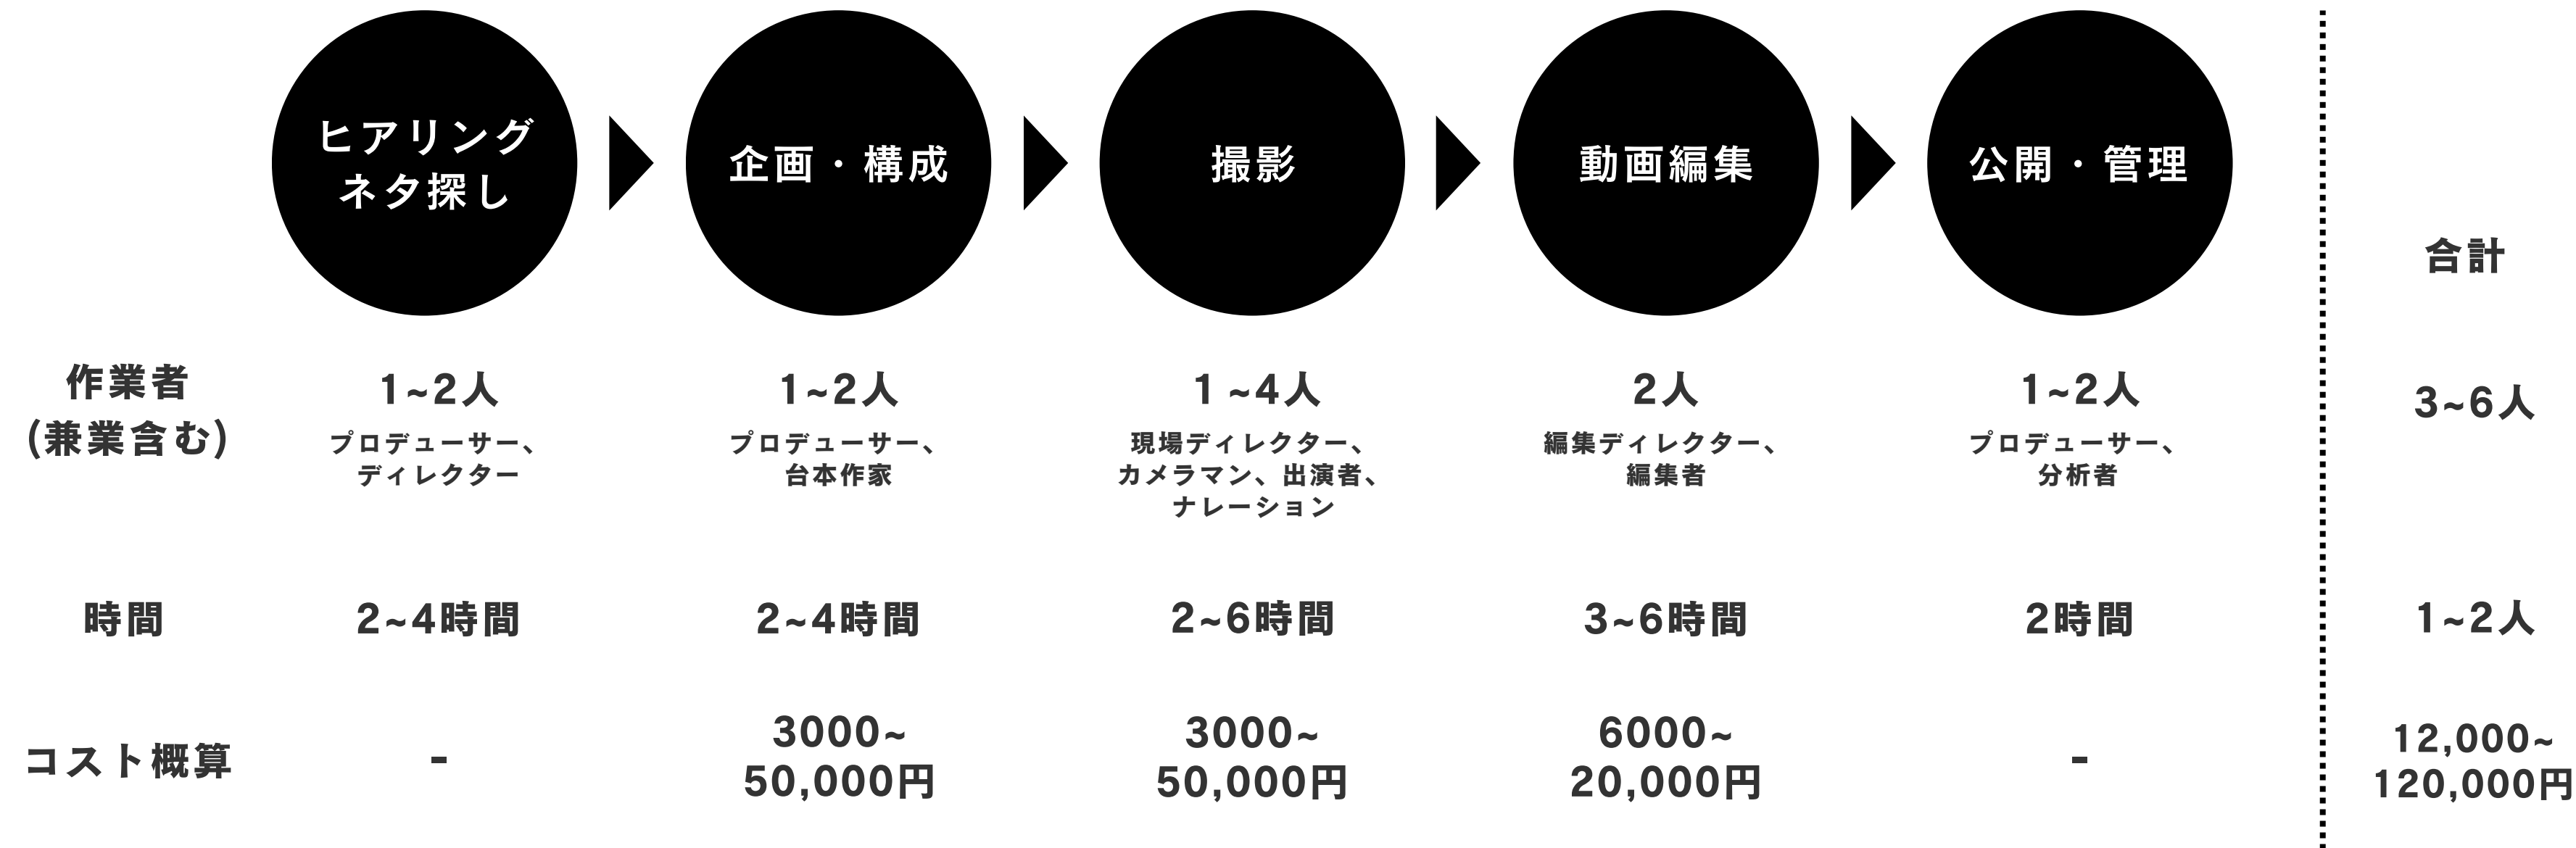 ヒアリング
ネタ探し
企画・構成
撮影
動画編集
公開・管理
合計
作業者
(兼業含む)
1~2人
プロデューサー、
ディレクター
1~2人
プロデューサー、
台本作家
1~4人
現場ディレクター、
カメラマン、出演者、
ナレーション
2人
編集ディレクター、
編集者
1~2人
プロデューサー、
分析者
3~6人
時間
2~4時間
2~4時間
2~6時間
3~6時間
2時間
1~2人
コスト概算
-
3000~
50,000円
3000~
50,000円
6000~
20,000円
-
12,000~
120,000円